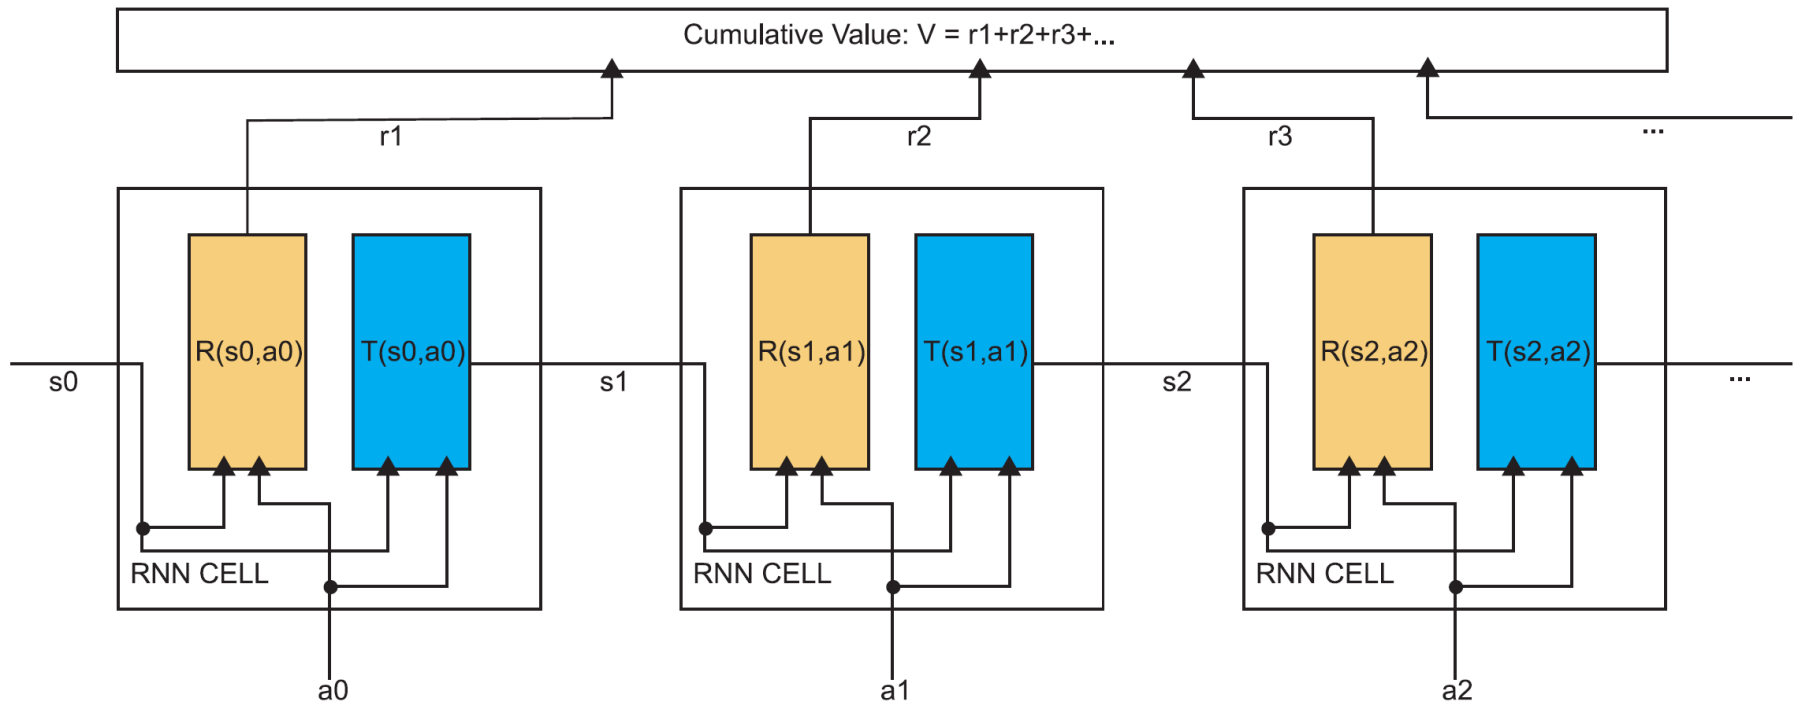 Cumulative Value: V = r1+r2+r3+...
r1
r2
r3
...
R(s0,a0)
T(s0,a0)
R(s1,a1)
T(s1,a1)
R(s2,a2)
T(s2,a2)
s0
s1
s2
...
RNN CELL
RNN CELL
RNN CELL
a0
a1
a2